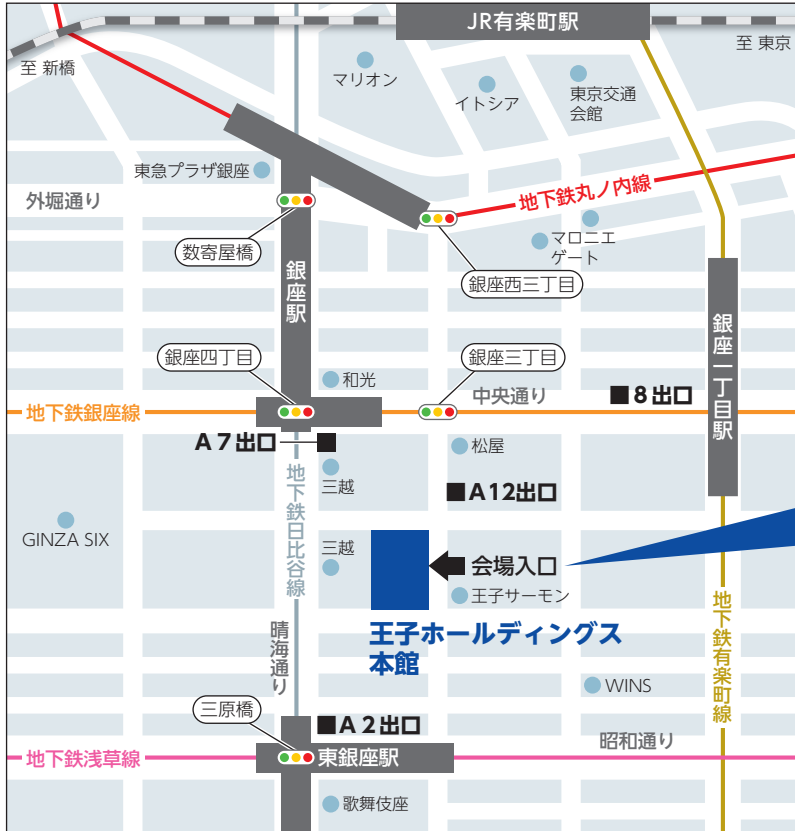 JR有楽町駅
至 東京
至 新橋
マリオン
イトシア
東京交通
会館
東急プラザ銀座
外堀通り
地下鉄丸ノ内線
数寄屋橋
マロニエ
ゲート
銀座西三丁目
銀座駅
銀座一丁目駅
銀座四丁目
和光
銀座三丁目
中央通り
■8出口
地下鉄銀座線
A7出口
松屋
三越
■A12出口
地下鉄日比谷線
GINZA SIX
三越
会場入口
王子サーモン
王子ホールディングス
本館
地下鉄有楽町線
晴海通り
WINS
三原橋
■A2出口
昭和通り
地下鉄浅草線
東銀座駅
歌舞伎座